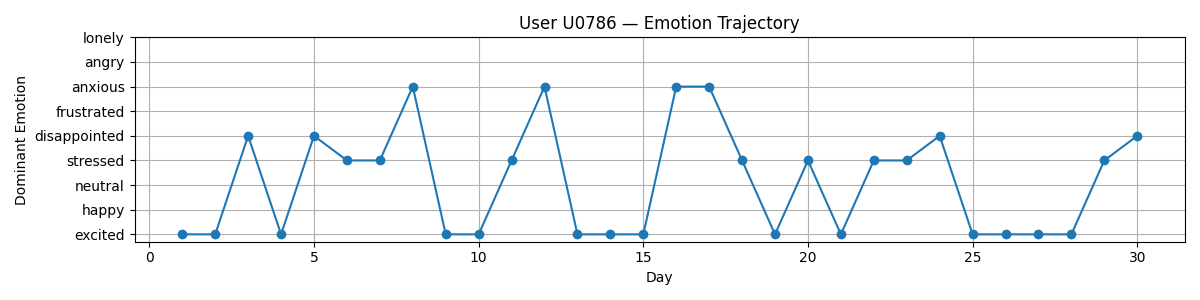 User U0786 — Emotion Trajectory
Dominant Emotion
lonely
angry
anxious
frustrated
disappointed
stressed
neutral
happy
excited
0 5 10 15 20 25 30
Day